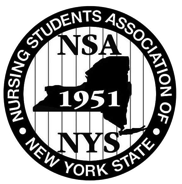 NURSING STUDENTS ASSOCIATION OF
NSA
1951
NYS
• NEW YORK STATE •